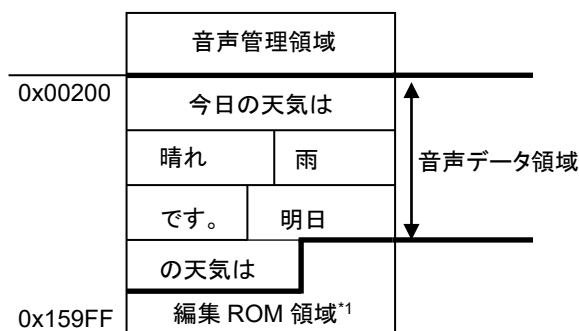 音声管理領域
0x00200
今日の天気は
晴れ 雨
音声データ領域
です。 明日
の天気は
0x159FF
編集 ROM 領域*1